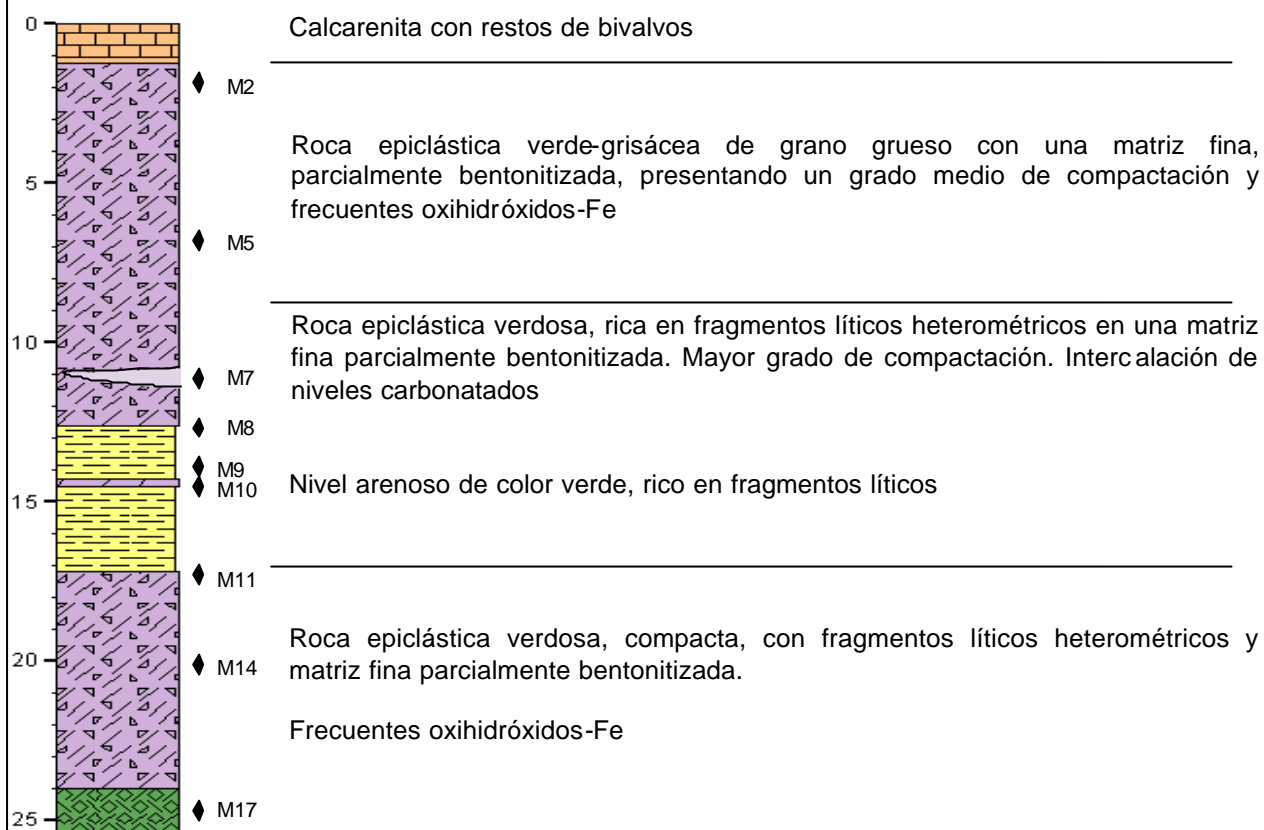 0
Calcarenita con restos de bivalvos
M2
Roca epiclástica verde-grisácea de grano grueso con una matriz fina,
parcialmente bentonitizada, presentando un grado medio de compactación y
frecuentes oxihidróxidos-Fe
5
M5
Roca epiclástica verdosa, rica en fragmentos líticos heterométricos en una matriz
fina parcialmente bentonitizada. Mayor grado de compactación. Interc alación de
niveles carbonatados
10
M7
M8
M9
M10
Nivel arenoso de color verde, rico en fragmentos líticos
15
M11
Roca epiclástica verdosa, compacta, con fragmentos líticos heterométricos y
matriz fina parcialmente bentonitizada.
20
M14
Frecuentes oxihidróxidos-Fe
M17
25